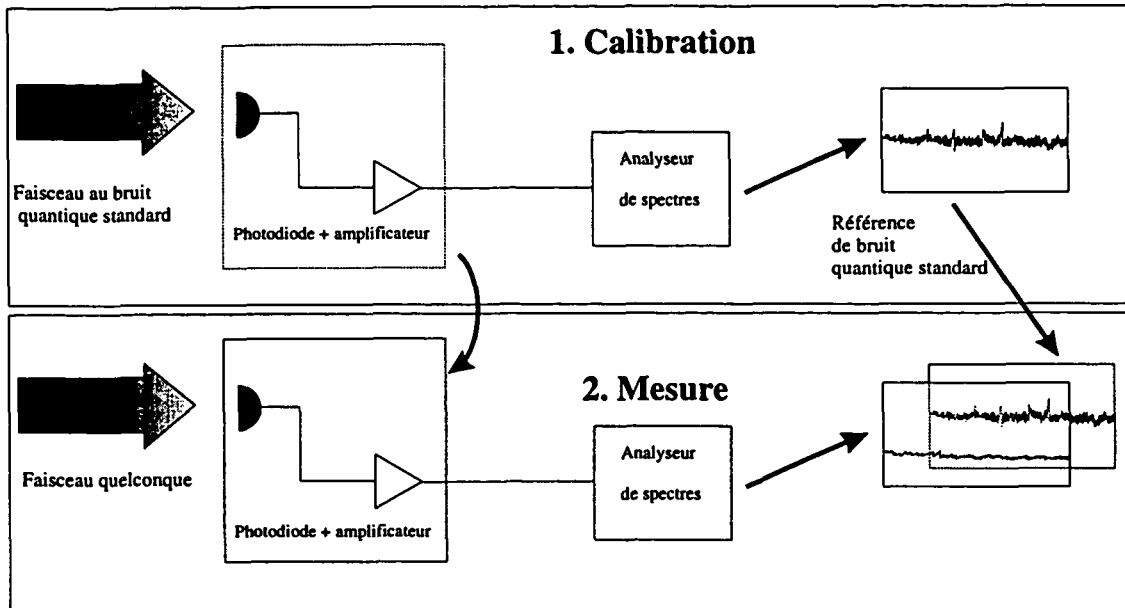 1. Calibration
Faisceau au bruit
quantique standard
Photodiode + amplificateur
Analyseur
de spectres
Référence
de bruit
quantique standard
2. Mesure
Faisceau quelconque
Photodiode + amplificateur
Analyseur
de spectres